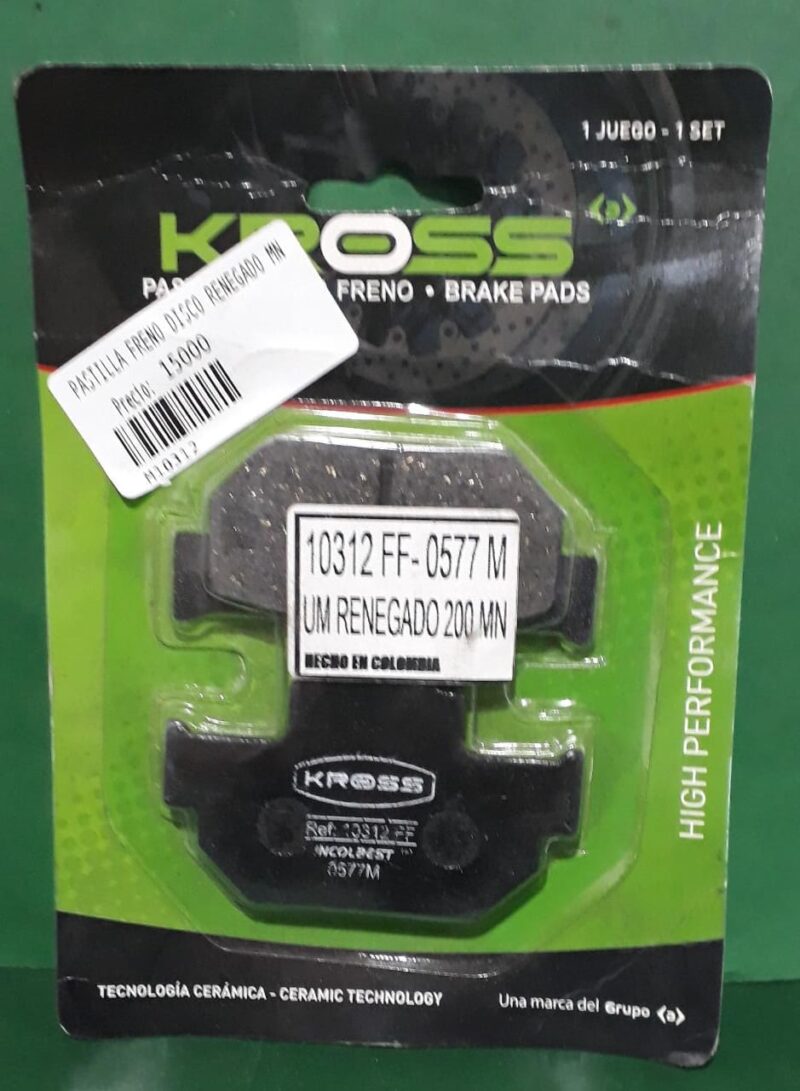 1 JUEGO - 1 SET
KROSS <a>
FRENO • BRAKE PADS
PASTILLA FRENO DISCO RENEGADO MN
Precio: 15000
M10312
10312 FF- 0577 M
UM RENEGADO 200 MN
HECHO EN COLOMBIA
HIGH PERFORMANCE
KROSS
Ref: 10312 FF
INCOLBEST
0577M
TECNOLOGÍA CERÁMICA - CERAMIC TECHNOLOGY
Una marca del Grupo <a>